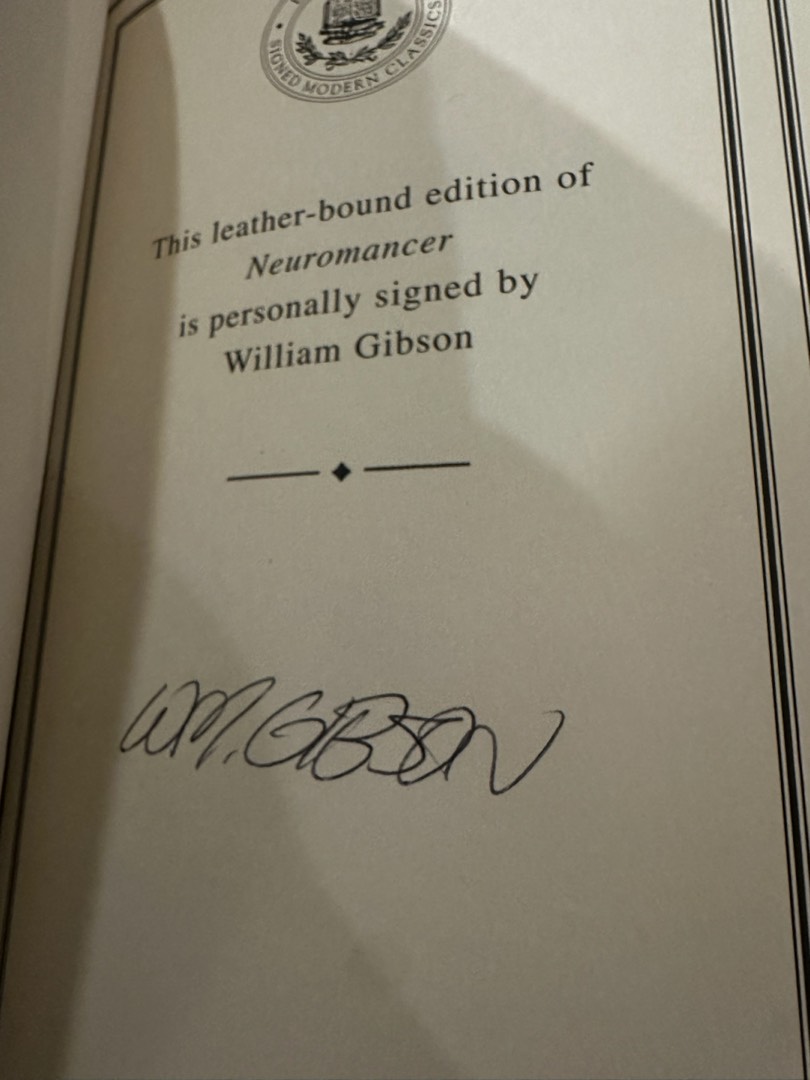 SIGNED MODERN CLASSICS
This leather-bound edition of
Neuromancer
is personally signed by
William Gibson
WM. GIBSON